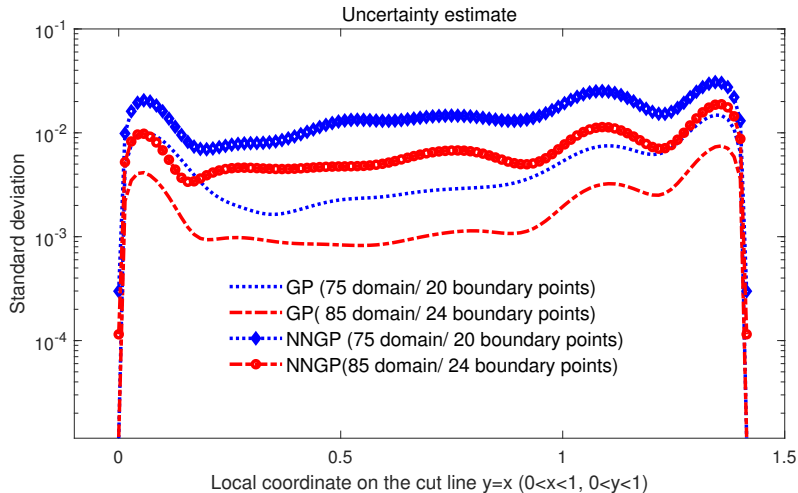 Uncertainty estimate
10^-1
10^-2
10^-3
10^-4
Standard deviation
GP (75 domain/ 20 boundary points)
GP( 85 domain/ 24 boundary points)
NNGP (75 domain/ 20 boundary points)
NNGP(85 domain/ 24 boundary points)
0 0.5 1 1.5
Local coordinate on the cut line y=x (0<x<1, 0<y<1)